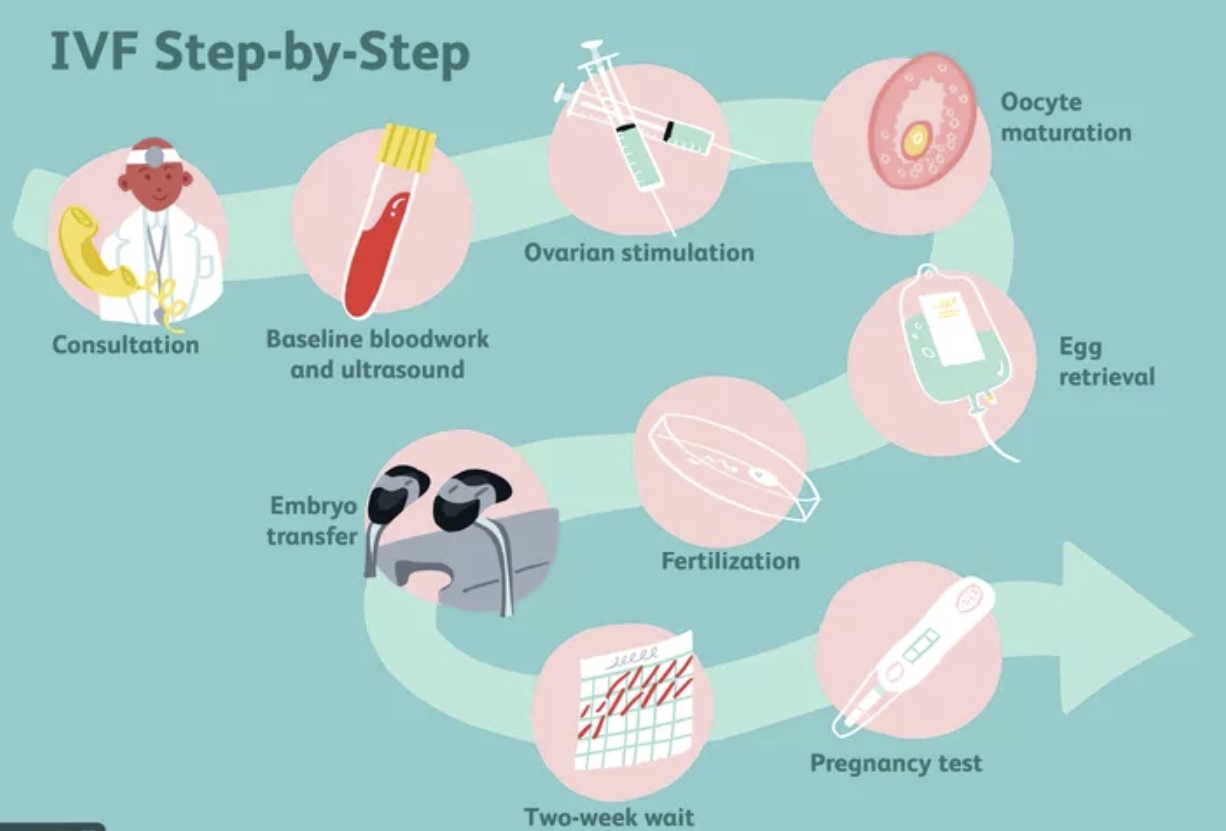 IVF Step-by-Step
Consultation
Baseline bloodwork
and ultrasound
Ovarian stimulation
Oocyte
maturation
Egg
retrieval
Fertilization
Embryo
transfer
Two-week wait
Pregnancy test